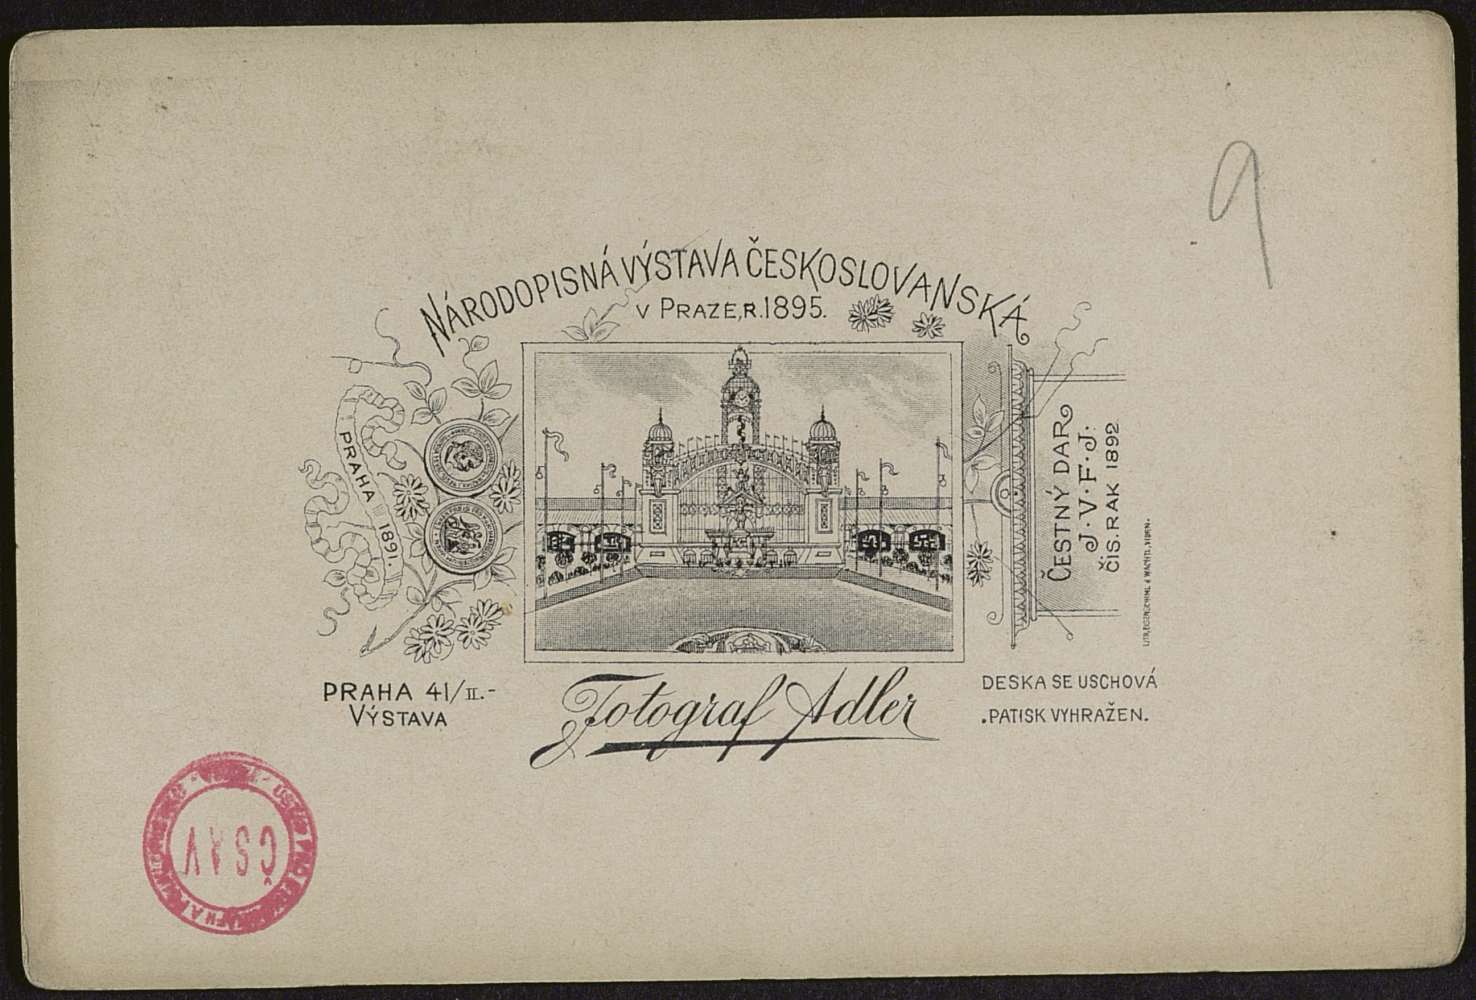 9
NÁRODOPISNÁ VÝSTAVA ČESKOSLOVANSKÁ
V PRAZE, R. 1895.
PRAHA 1891.
ČESTNÝ DAR
J. V. F. J.
ČIS. RAK 1892
PRAHA 41/II.-
VÝSTAVA
Fotograf Adler
DESKA SE USCHOVÁ
.PATISK VYHRAŽEN.
ČSAV